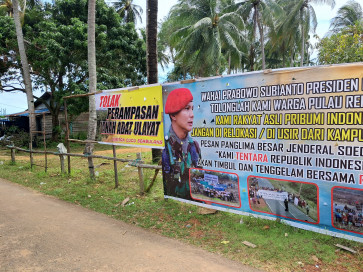 TOLAK
PERAMPASAN
TANAH ADAT ULAYAT
WAHAI PRABOWO SUBIANTO PRESIDEN
TOLONGLAH KAMI WARGA PULAU RE
KAMI RAKYAT ASLI PRIBUMI INDON
JANGAN DI RELOKASI / DI USIR DARI KAMPU
PESAN PANGLIMA BESAR JENDERAL SOED
"KAMI TENTARA REPUBLIK INDONES
AKAN TIMBUL DAN TENGGELAM BERSAMA R